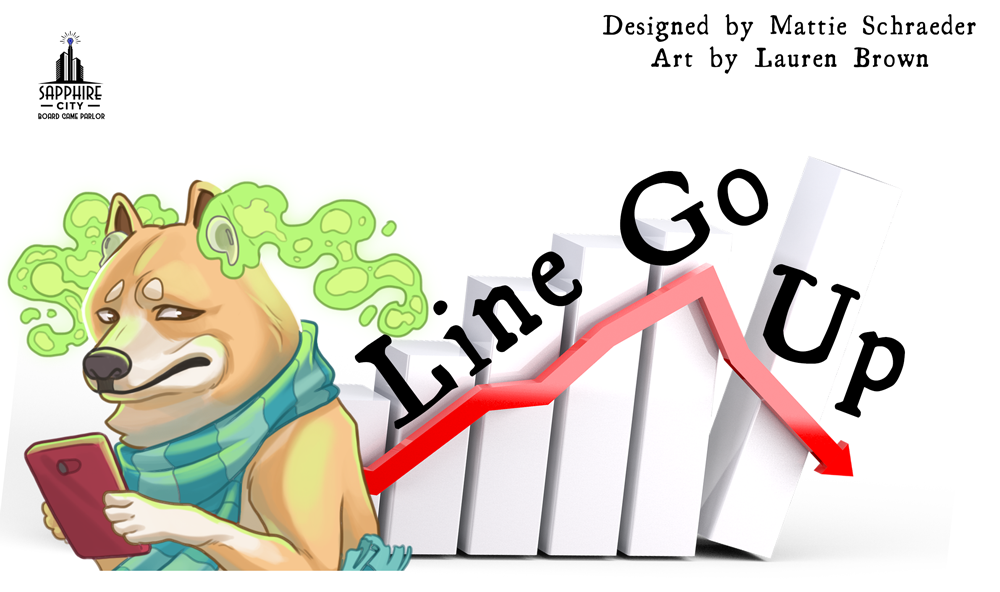 Designed by Mattie Schraeder
Art by Lauren Brown
SAPPHIRE
CITY
BOARD GAME PARLOR
Line Go Up